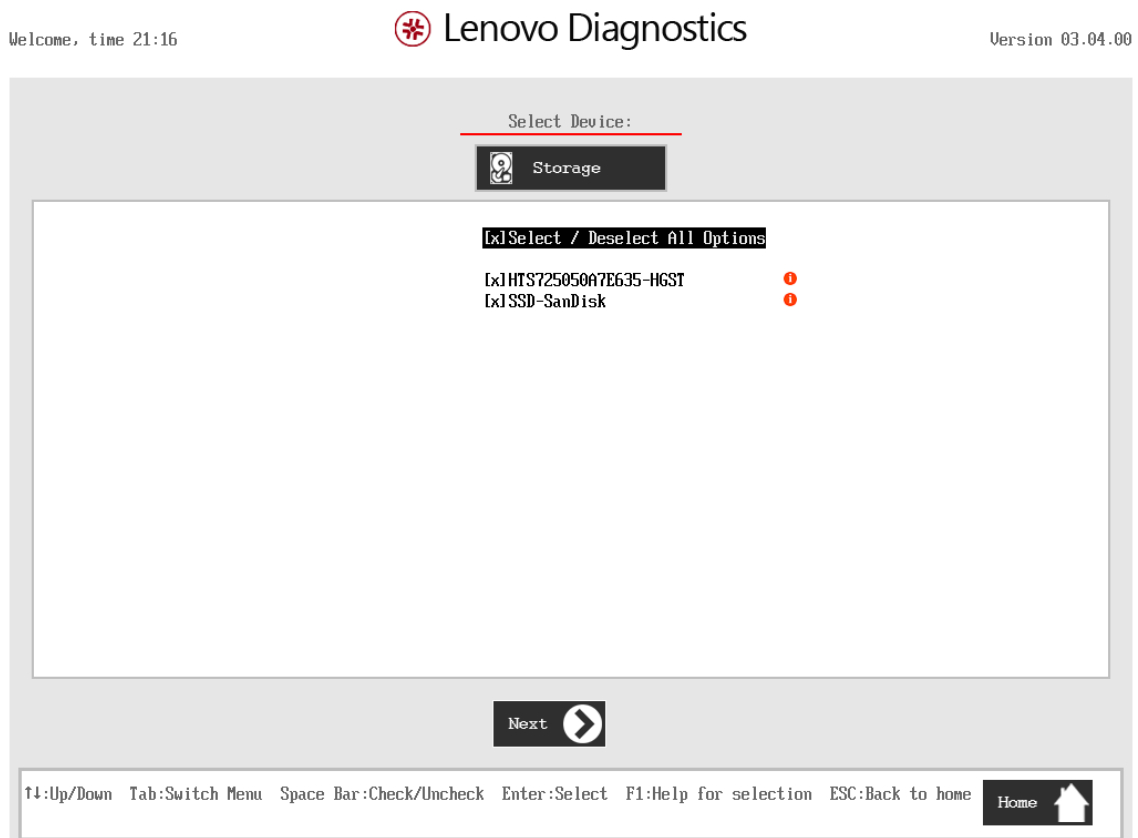 Welcome, time 21:16
Lenovo Diagnostics
Version 03.04.00
Select Device:
Storage
[x]Select / Deselect All Options
[x]HTS725050A7E635-HGST
[x]SSD-SanDisk
Next
↑↓:Up/Down Tab:Switch Menu Space Bar:Check/Uncheck Enter:Select F1:Help for selection ESC:Back to home
Home